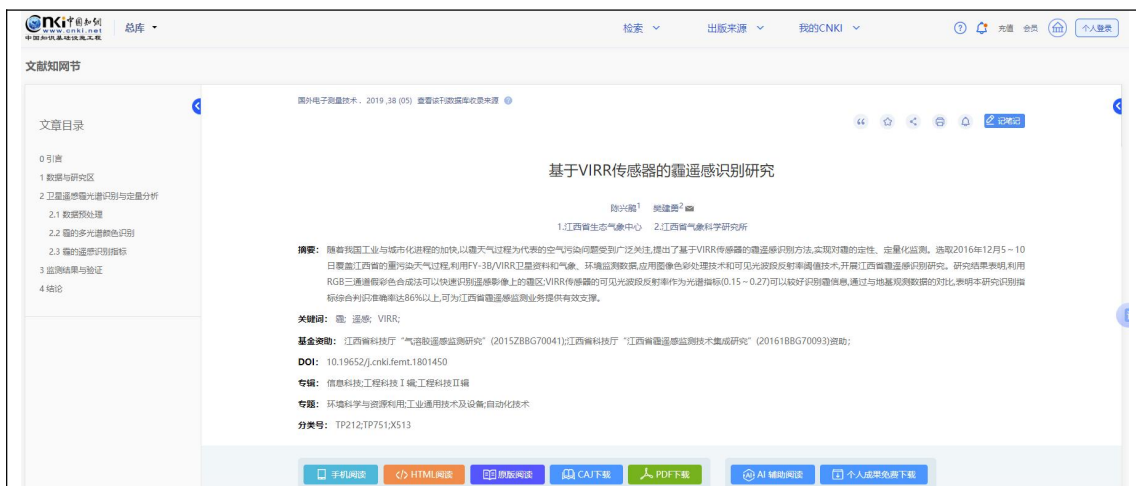 Cnki中国知网
www.cnki.net
中国知识基础设施工程
总库
检索
出版来源
我的CNKI
充值
会员
个人登录
文献知网节
国外电子测量技术 . 2019 ,38 (05) 查看该刊数据库收录来源
记笔记
文章目录
0 引言
1 数据与研究区
2 卫星遥感霾光谱识别与定量分析
2.1 数据预处理
2.2 霾的多光谱颜色识别
2.3 霾的遥感识别指标
3 监测结果与验证
4 结论
基于VIRR传感器的霾遥感识别研究
陈兴鹃1 樊建勇2
1.江西省生态气象中心 2.江西省气象科学研究所
摘要： 随着我国工业与城市化进程的加快,以霾天气过程为代表的空气污染问题受到广泛关注,提出了基于VIRR传感器的霾遥感识别方法,实现对霾的定性、定量化监测。选取2016年12月5～10
日覆盖江西省的重污染天气过程,利用FY-3B/VIRR卫星资料和气象、环境监测数据,应用图像色彩处理技术和可见光波段反射率阈值技术,开展江西省霾遥感识别研究。研究结果表明,利用
RGB三通道假彩色合成法可以快速识别遥感影像上的霾区;VIRR传感器的可见光波段反射率作为光谱指标(0.15～0.27)可以较好识别霾信息,通过与地基观测数据的对比,表明本研究识别指
标综合判识准确率达86%以上,可为江西省霾遥感监测业务提供有效支撑。
关键词： 霾; 遥感; VIRR;
基金资助： 江西省科技厅“气溶胶遥感监测研究”(2015ZBBG70041);江西省科技厅“江西省霾遥感监测技术集成研究”(20161BBG70093)资助;
DOI： 10.19652/j.cnki.femt.1801450
专辑： 信息科技;工程科技Ⅰ辑;工程科技Ⅱ辑
专题： 环境科学与资源利用;工业通用技术及设备;自动化技术
分类号： TP212;TP751;X513
手机阅读
</> HTML阅读
原版阅读
CAJ下载
PDF下载
AI 辅助阅读
个人成果免费下载